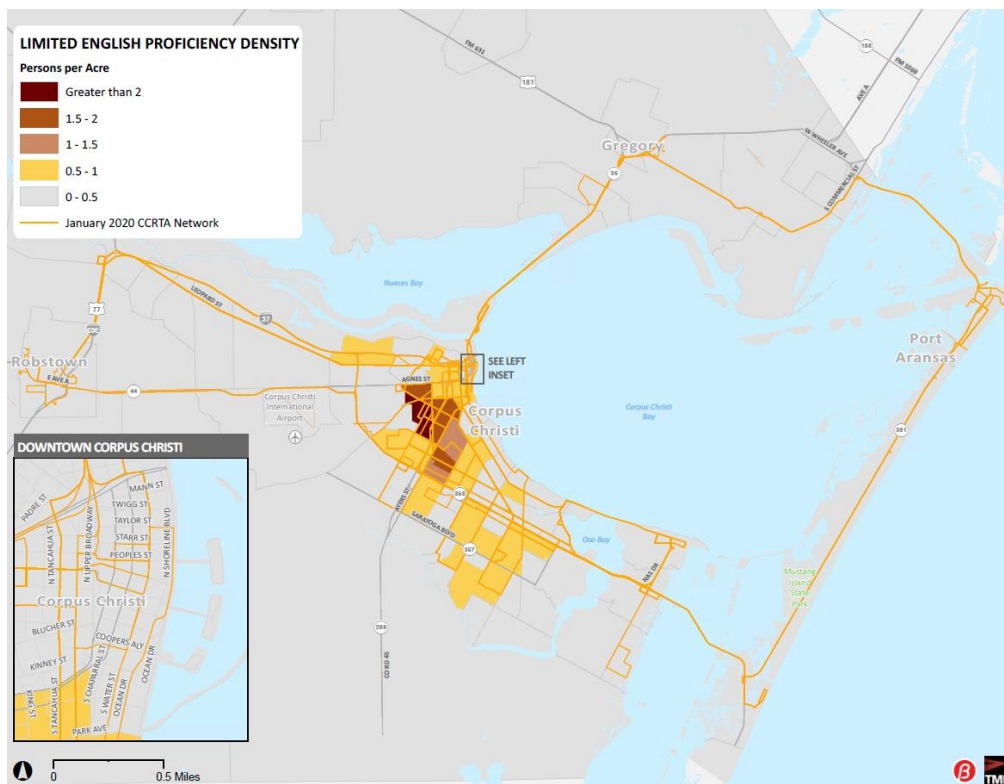 LIMITED ENGLISH PROFICIENCY DENSITY
Persons per Acre
Greater than 2
1.5 - 2
1 - 1.5
0.5 - 1
0 - 0.5
January 2020 CCRTA Network
FM 631
181
188
FM 1069
AVE A
W WHEELER AVE
Gregory
S COMMERCIAL ST
56
Nueces Bay
LEOPARD ST
77
37
Robstown
E AVE A
44
AGNES ST
SEE LEFT
INSET
Corpus Christi
International
Airport
Corpus
Christi
Corpus Christi
Bay
Port
Aransas
361
358
AYERS ST
SARATOGA BLVD
357
Oso Bay
NAS DR
Mustang
Island
State
Park
286
CO RD 45
DOWNTOWN CORPUS CHRISTI
PADRE ST
MANN ST
TWIGG ST
TAYLOR ST
STARR ST
PEOPLES ST
N TANCAHUA ST
N UPPER BROADWAY
N SHORELINE BLVD
Corpus Christi
BLUCHER ST
COOPERS ALY
KINNEY ST
S CHAPARRAL ST
OCEAN DR
KING ST
S TANCAHUA ST
S WATER ST
OCEAN DR
PARK AVE
0
0.5 Miles
β
TM